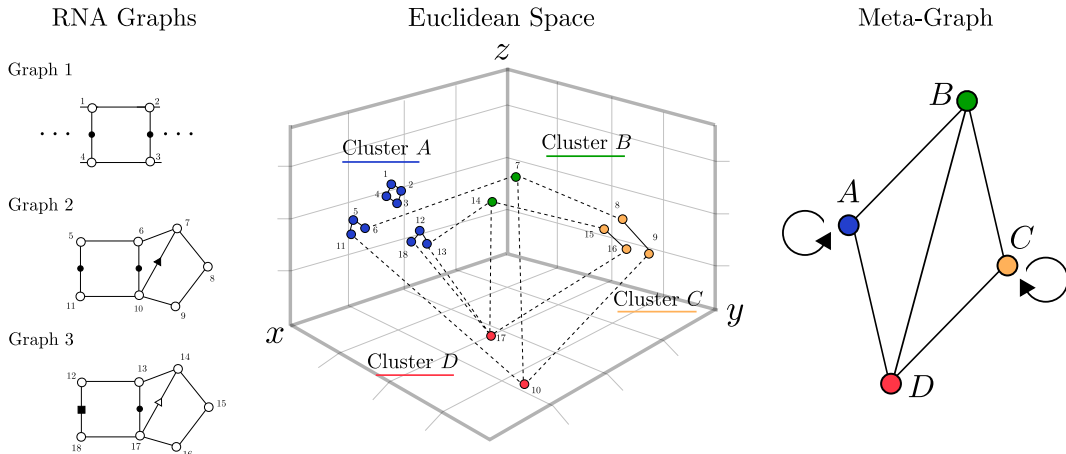 RNA Graphs
Graph 1
1 2
. . . . . .
4 3
Graph 2
5 6 7
8
11 10 9
Graph 3
12 13 14
15
18 17 16
Euclidean Space
z
Cluster A
Cluster B
1 2
4 3
7
5
6
11
12
18 13
14
8
15
16 9
Cluster C
x
y
17
Cluster D
10
Meta-Graph
B
A
C
D